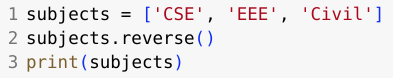 1 subjects = ['CSE', 'EEE', 'Civil']
2 subjects.reverse()
3 print(subjects)